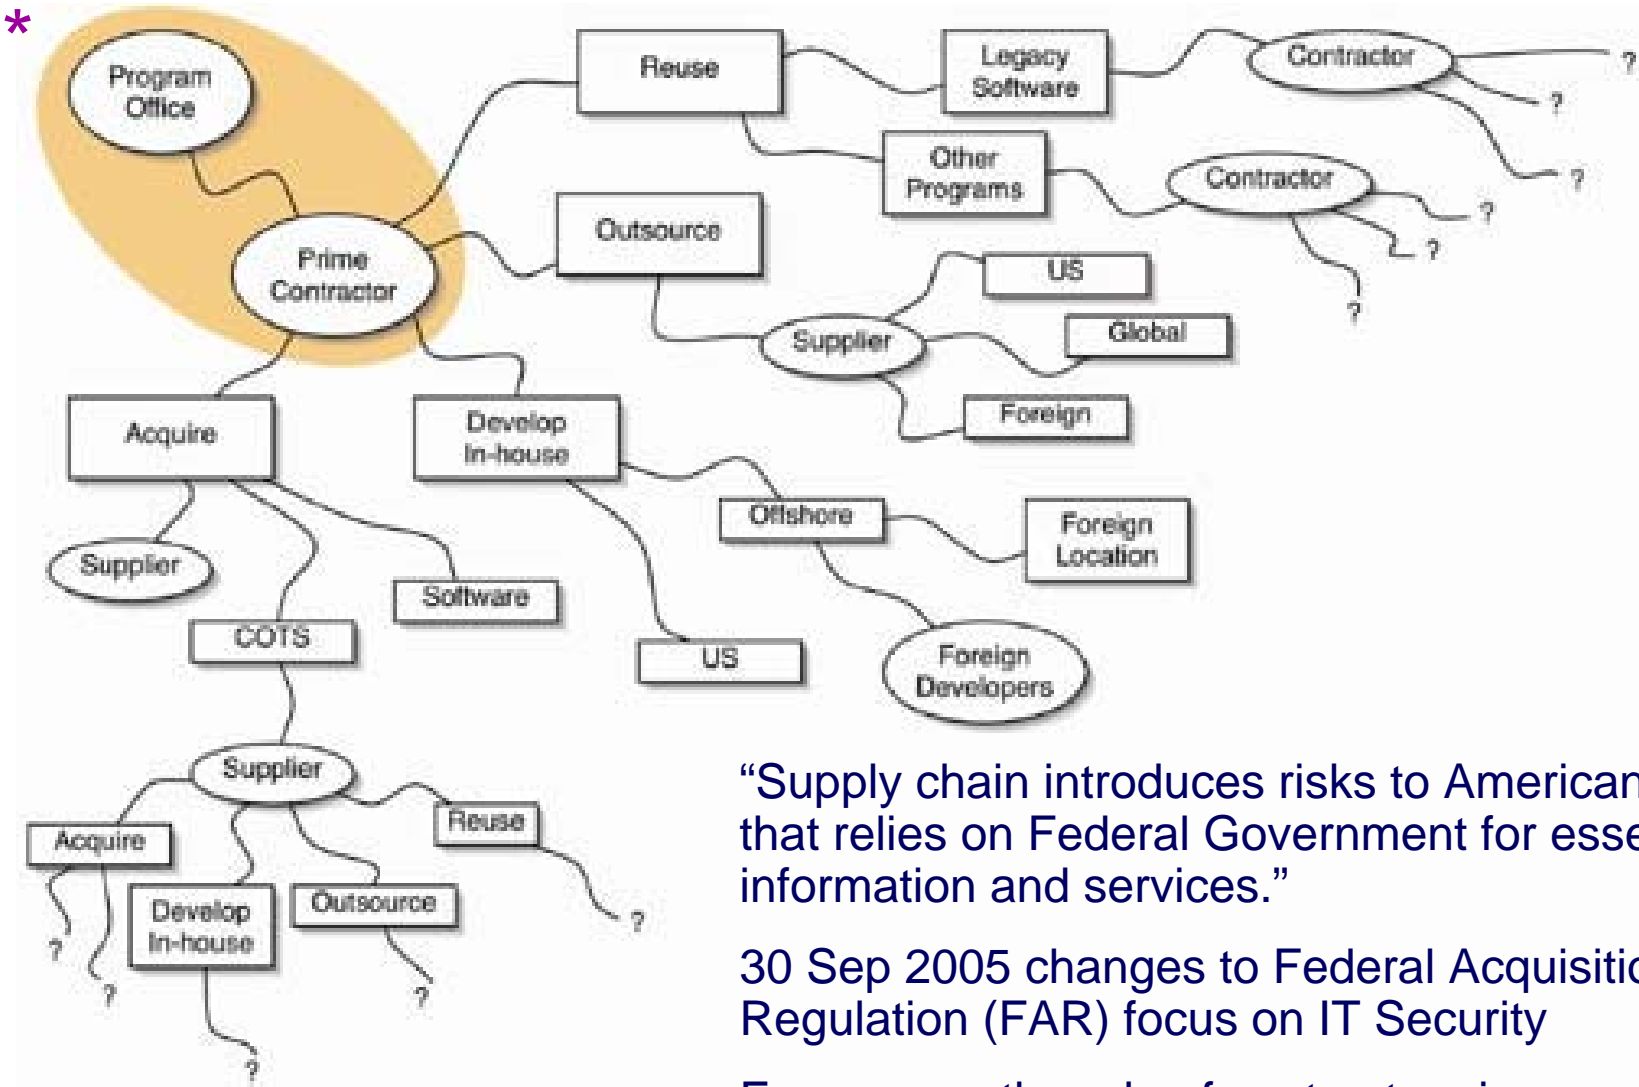 *
Program
Office
Prime
Contractor
Reuse
Legacy
Software
Contractor
?
?
?
Other
Programs
Contractor
?
?
?
Outsource
Supplier
US
Global
Foreign
Acquire
Supplier
COTS
Software
Develop
In-house
Offshore
Foreign
Location
Foreign
Developers
US
Supplier
Acquire
?
?
Develop
In-house
?
Outsource
?
Reuse
?
“Supply chain introduces risks to American
that relies on Federal Government for esse
information and services.”
30 Sep 2005 changes to Federal Acquisitio
Regulation (FAR) focus on IT Security